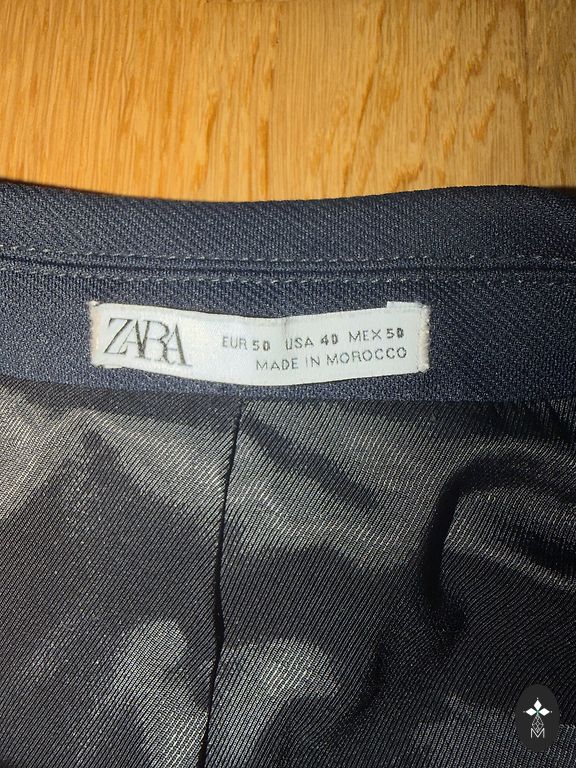 ZARA
EUR 50 USA 40 MEX 50
MADE IN MOROCCO
M